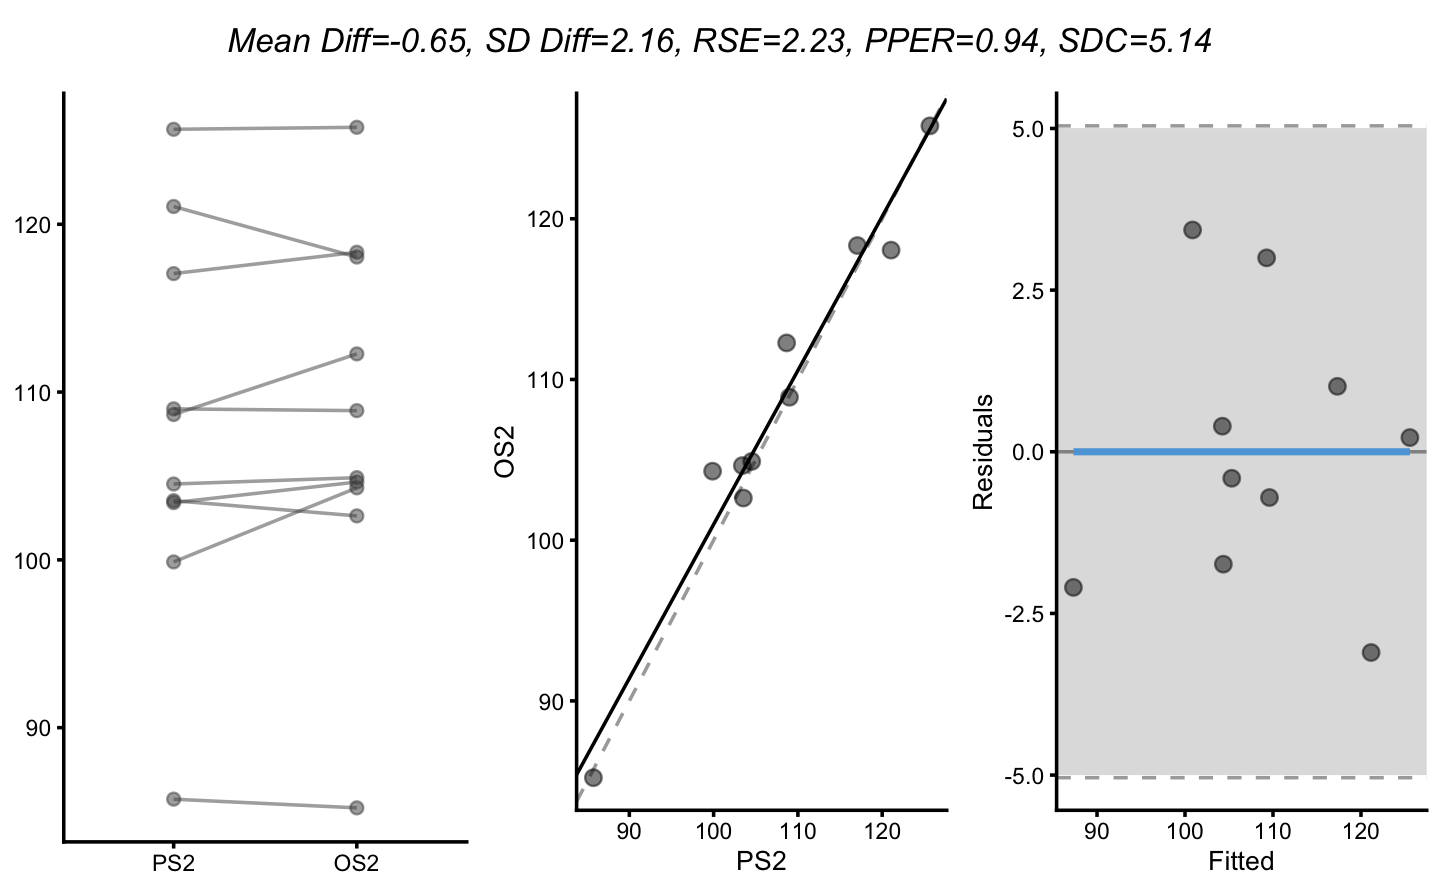 Mean Diff=-0.65, SD Diff=2.16, RSE=2.23, PPER=0.94, SDC=5.14
120
110
100
90
PS2 OS2
OS2
120
110
100
90
90 100 110 120
PS2
Residuals
5.0
2.5
0.0
-2.5
-5.0
90 100 110 120
Fitted